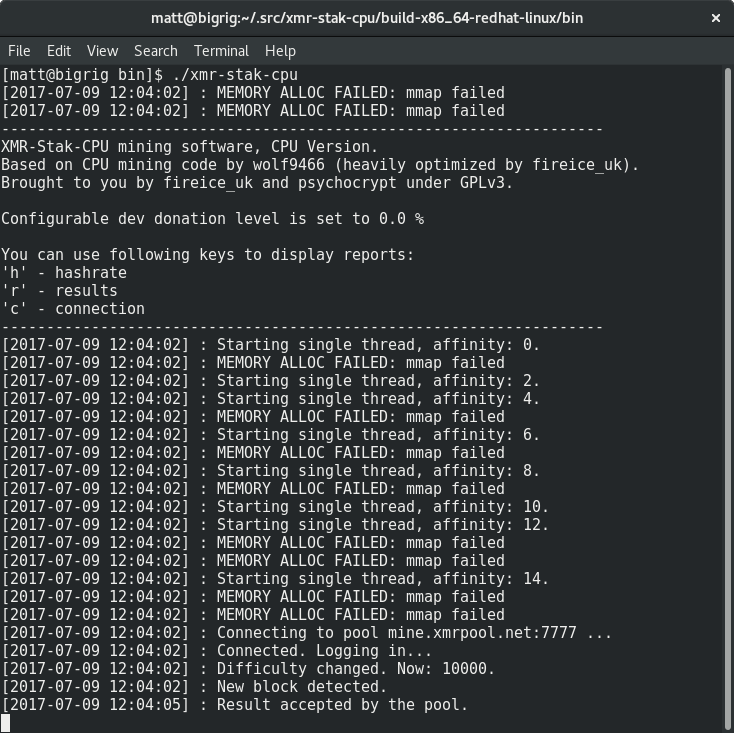 matt@bigrig:~/.src/xmr-stak-cpu/build-x86_64-redhat-linux/bin ×
File Edit View Search Terminal Help
[matt@bigrig bin]$ ./xmr-stak-cpu
[2017-07-09 12:04:02] : MEMORY ALLOC FAILED: mmap failed
[2017-07-09 12:04:02] : MEMORY ALLOC FAILED: mmap failed
-------------------------------------------------------------------
XMR-Stak-CPU mining software, CPU Version.
Based on CPU mining code by wolf9466 (heavily optimized by fireice_uk).
Brought to you by fireice_uk and psychocrypt under GPLv3.
Configurable dev donation level is set to 0.0 %
You can use following keys to display reports:
'h' - hashrate
'r' - results
'c' - connection
-------------------------------------------------------------------
[2017-07-09 12:04:02] : Starting single thread, affinity: 0.
[2017-07-09 12:04:02] : MEMORY ALLOC FAILED: mmap failed
[2017-07-09 12:04:02] : Starting single thread, affinity: 2.
[2017-07-09 12:04:02] : Starting single thread, affinity: 4.
[2017-07-09 12:04:02] : MEMORY ALLOC FAILED: mmap failed
[2017-07-09 12:04:02] : Starting single thread, affinity: 6.
[2017-07-09 12:04:02] : MEMORY ALLOC FAILED: mmap failed
[2017-07-09 12:04:02] : Starting single thread, affinity: 8.
[2017-07-09 12:04:02] : MEMORY ALLOC FAILED: mmap failed
[2017-07-09 12:04:02] : Starting single thread, affinity: 10.
[2017-07-09 12:04:02] : Starting single thread, affinity: 12.
[2017-07-09 12:04:02] : MEMORY ALLOC FAILED: mmap failed
[2017-07-09 12:04:02] : MEMORY ALLOC FAILED: mmap failed
[2017-07-09 12:04:02] : Starting single thread, affinity: 14.
[2017-07-09 12:04:02] : MEMORY ALLOC FAILED: mmap failed
[2017-07-09 12:04:02] : MEMORY ALLOC FAILED: mmap failed
[2017-07-09 12:04:02] : Connecting to pool mine.xmrpool.net:7777 ...
[2017-07-09 12:04:02] : Connected. Logging in...
[2017-07-09 12:04:02] : Difficulty changed. Now: 10000.
[2017-07-09 12:04:02] : New block detected.
[2017-07-09 12:04:05] : Result accepted by the pool.